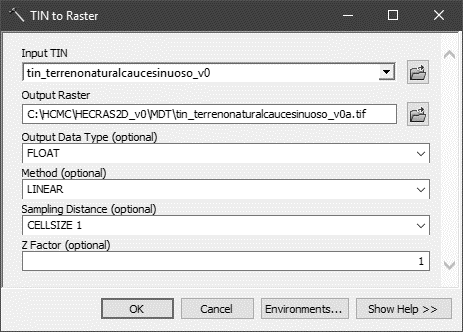 TIN to Raster
Input TIN
tin_terrenonaturalcaucesinuoso_v0
Output Raster
C:\HCMC\HECRAS2D_v0\MDT\tin_terrenonaturalcaucesinuoso_v0a.tif
Output Data Type (optional)
FLOAT
Method (optional)
LINEAR
Sampling Distance (optional)
CELLSIZE 1
Z Factor (optional)
1
OK Cancel Environments... Show Help >>